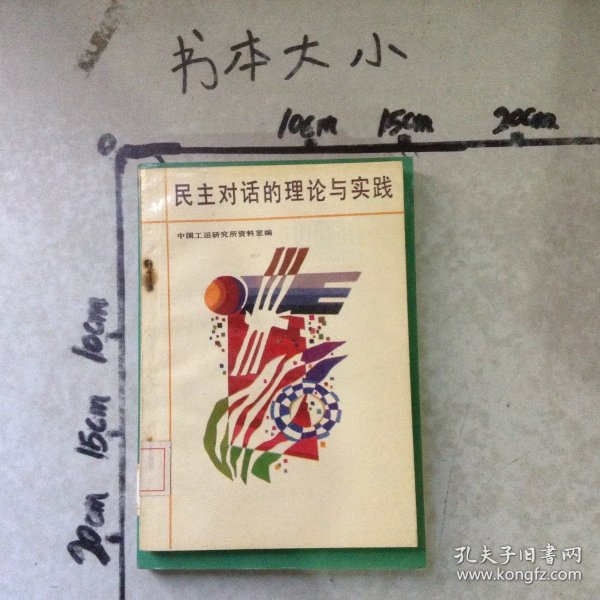 书本大小
10cm 15cm 20cm
民主对话的理论与实践
中国工运研究所资料室编
10cm
15cm
20cm
孔夫子旧书网
www.kongfz.com